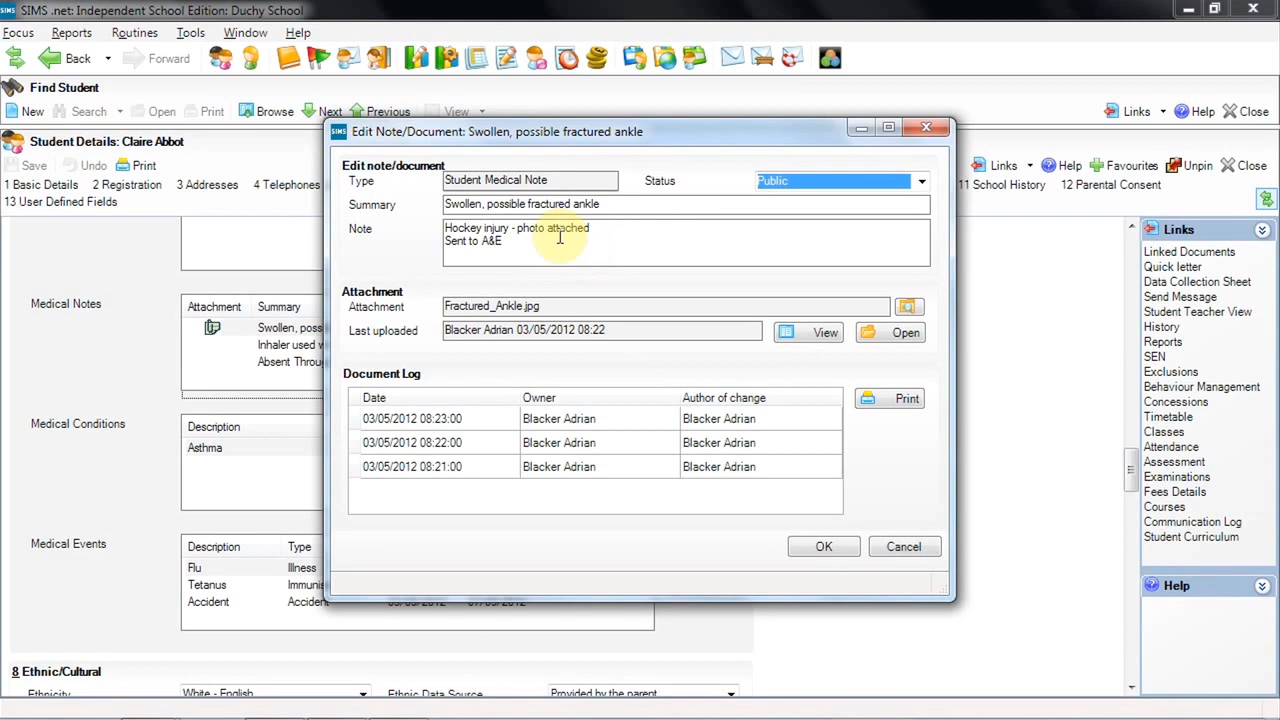 SIMS .net: Independent School Edition: Duchy School
Focus Reports Routines Tools Window Help
Back Forward
Find Student
New Search Open Print Browse Next Previous View Links Help Close
Student Details: Claire Abbot
Save Undo Print Links Help Favourites Unpin Close
1 Basic Details 2 Registration 3 Addresses 4 Telephones 11 School History 12 Parental Consent
13 User Defined Fields
Medical Notes
Attachment Summary
Swollen, poss
Inhaler used w
Absent Throu
Medical Conditions
Description
Asthma
Medical Events
Description Type
Flu Illness
Tetanus Immunis
Accident Accident
8 Ethnic/Cultural
Ethnicity White - English Ethnic Data Source Provided by the parent
SIMS Edit Note/Document: Swollen, possible fractured ankle
Edit note/document
Type Student Medical Note Status Public
Summary Swollen, possible fractured ankle
Note Hockey injury - photo attached
Sent to A&E
Attachment
Attachment Fractured_Ankle.jpg
Last uploaded Blacker Adrian 03/05/2012 08:22 View Open
Document Log
Date Owner Author of change Print
03/05/2012 08:23:00 Blacker Adrian Blacker Adrian
03/05/2012 08:22:00 Blacker Adrian Blacker Adrian
03/05/2012 08:21:00 Blacker Adrian Blacker Adrian
OK Cancel
Links
Linked Documents
Quick letter
Data Collection Sheet
Send Message
Student Teacher View
History
Reports
SEN
Exclusions
Behaviour Management
Concessions
Timetable
Classes
Attendance
Assessment
Examinations
Fees Details
Courses
Communication Log
Student Curriculum
Help